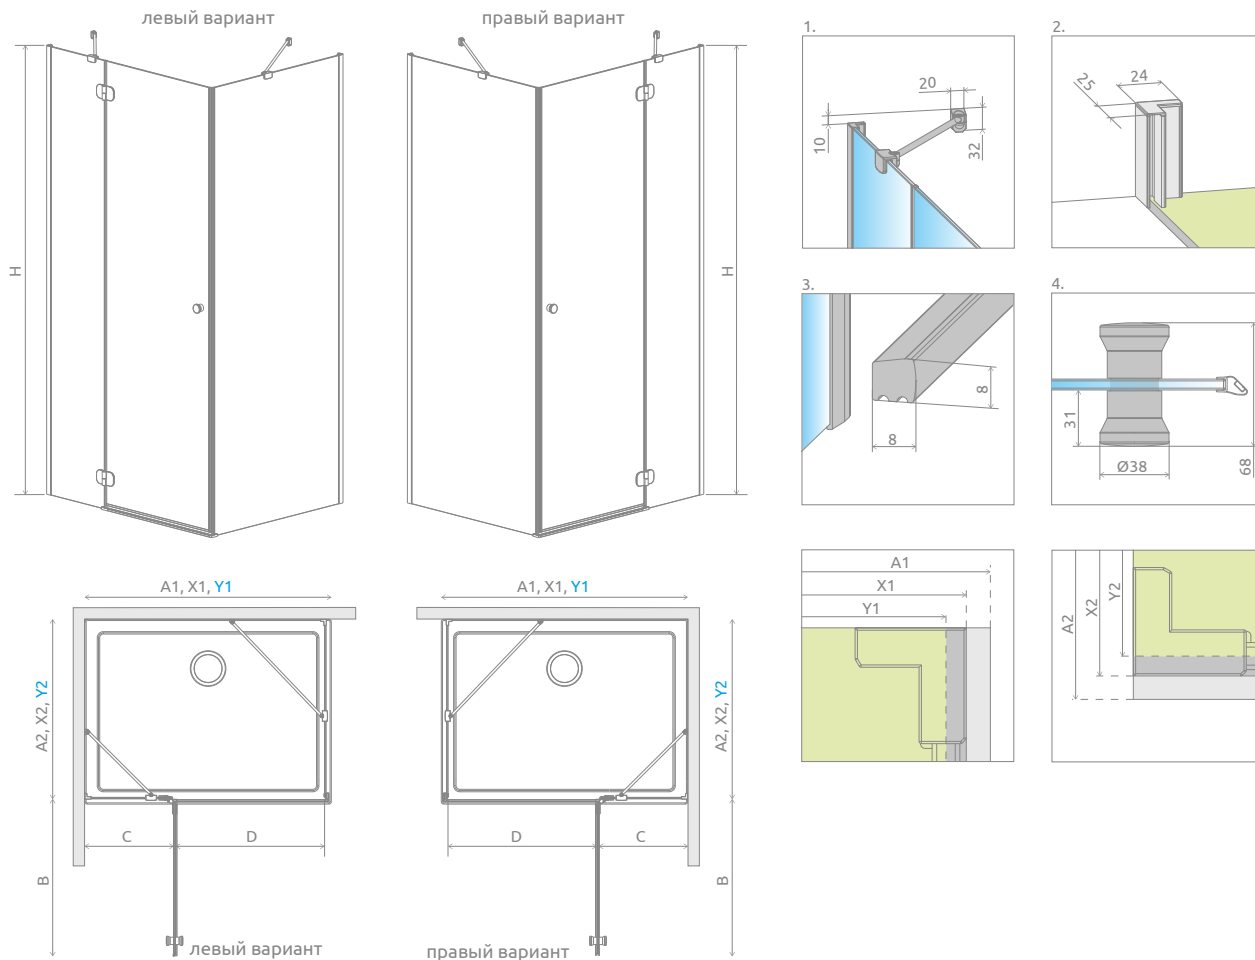 левый вариант
правый вариант
H
H
1.
20
10
32
2.
25
24
3.
8
8
4.
31
Ø38
68
A1, X1, Y1
A2, X2, Y2
C
D
B
левый вариант
A1, X1, Y1
A2, X2, Y2
D
C
B
правый вариант
A1
X1
Y1
A2
X2
Y2